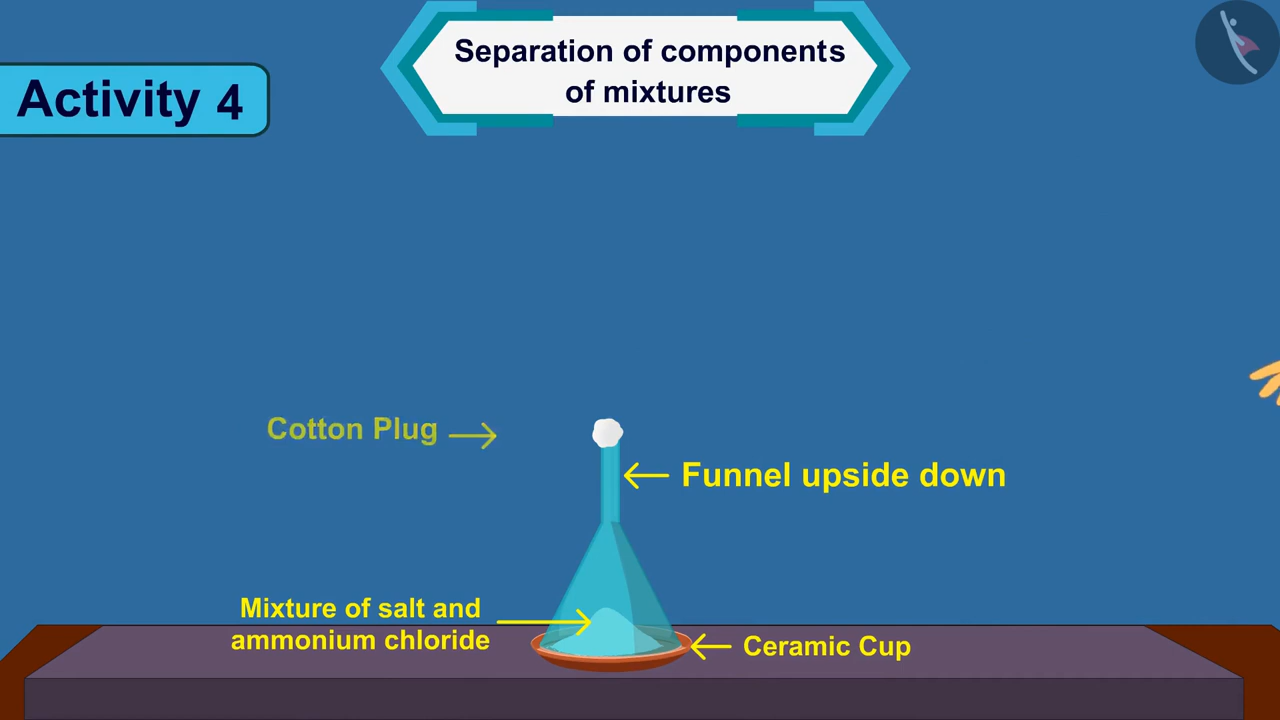 Separation of components
of mixtures
Activity 4
Cotton Plug
Funnel upside down
Mixture of salt and
ammonium chloride
Ceramic Cup